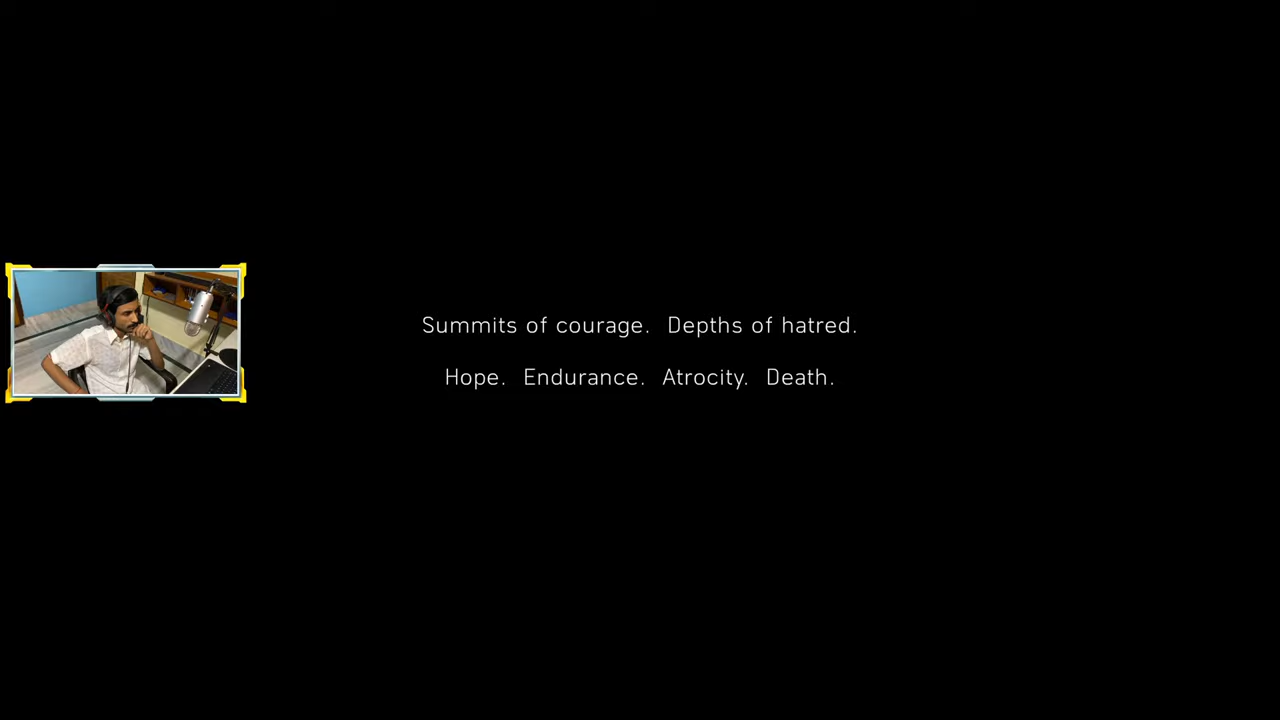 Summits of courage.  Depths of hatred.
Hope.  Endurance.  Atrocity.  Death.